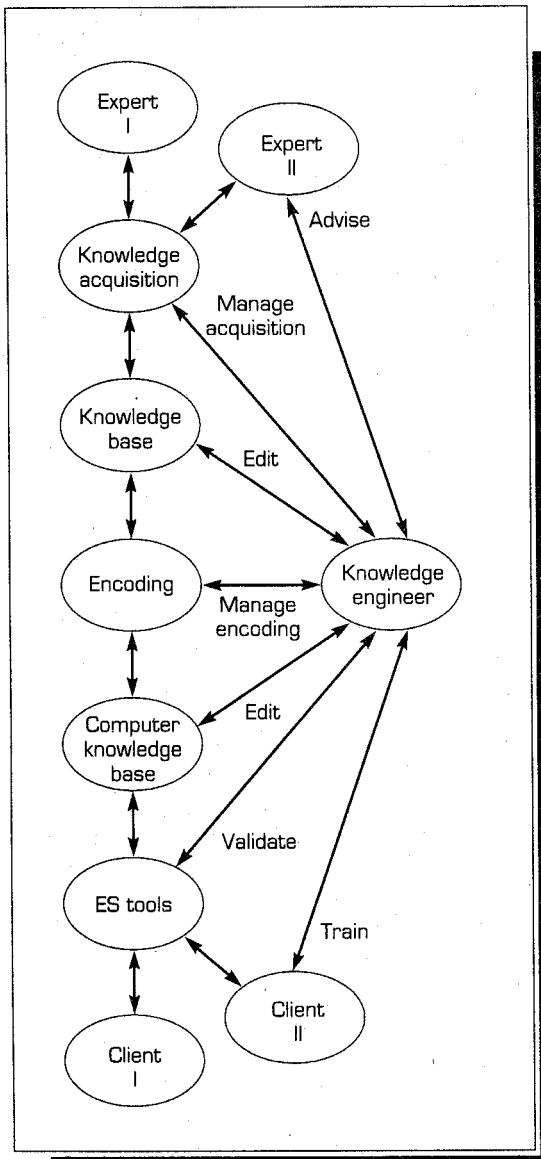 Expert
I
Expert
II
Advise
Knowledge
acquisition
Manage
acquisition
Knowledge
base
Edit
Encoding
Manage
encoding
Knowledge
engineer
Computer
knowledge
base
Edit
Validate
ES tools
Train
Client
II
Client
I